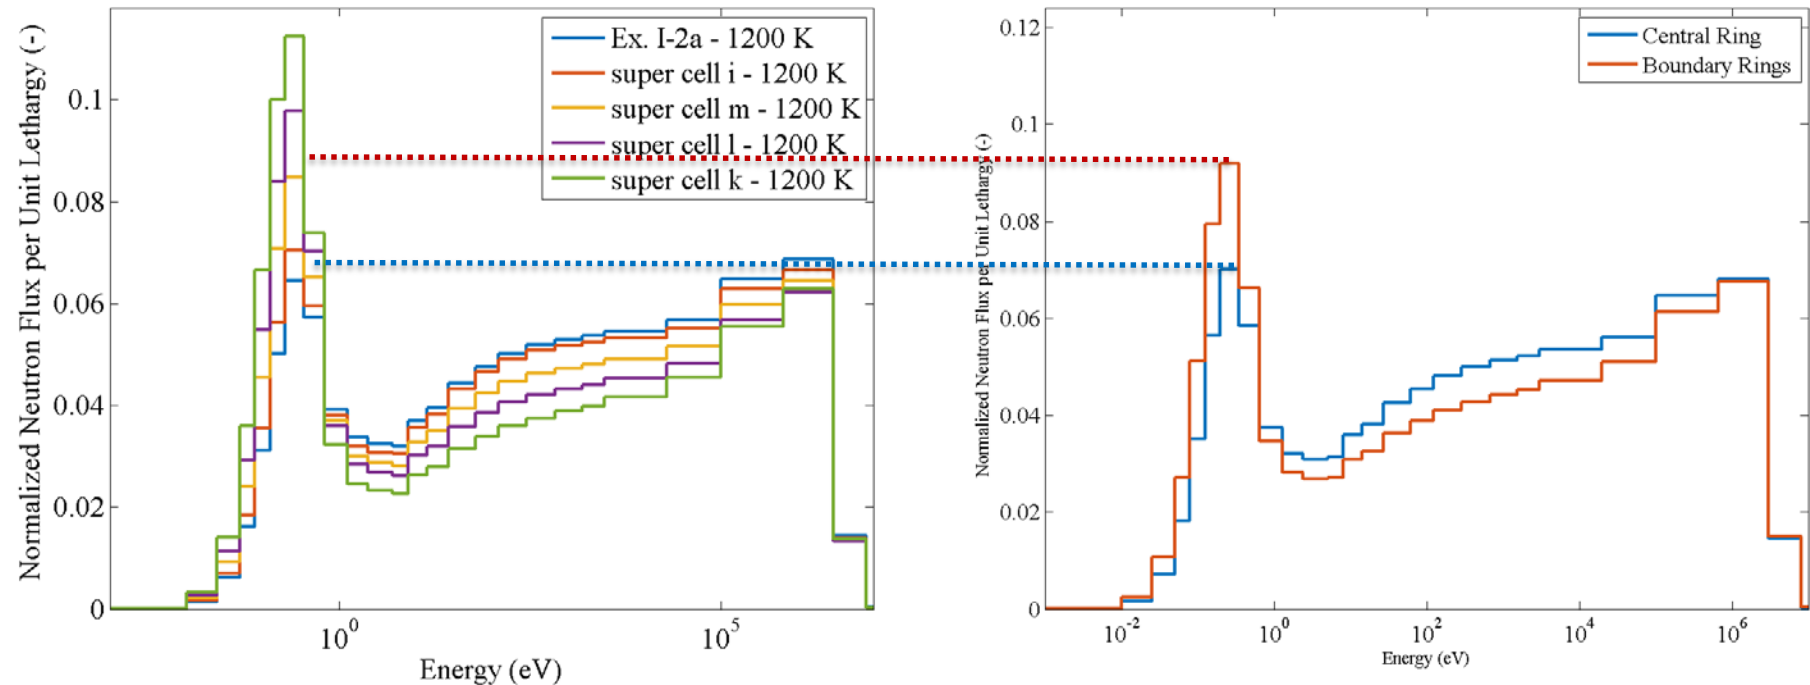 Normalized Neutron Flux per Unit Lethargy (-)
0.1
0.08
0.06
0.04
0.02
0
10^0
10^5
Energy (eV)
Ex. I-2a - 1200 K
super cell i - 1200 K
super cell m - 1200 K
super cell l - 1200 K
super cell k - 1200 K
Normalized Neutron Flux per Unit Lethargy (-)
0.12
0.1
0.08
0.06
0.04
0.02
0
10^-2
10^0
10^2
10^4
10^6
Energy (eV)
Central Ring
Boundary Rings